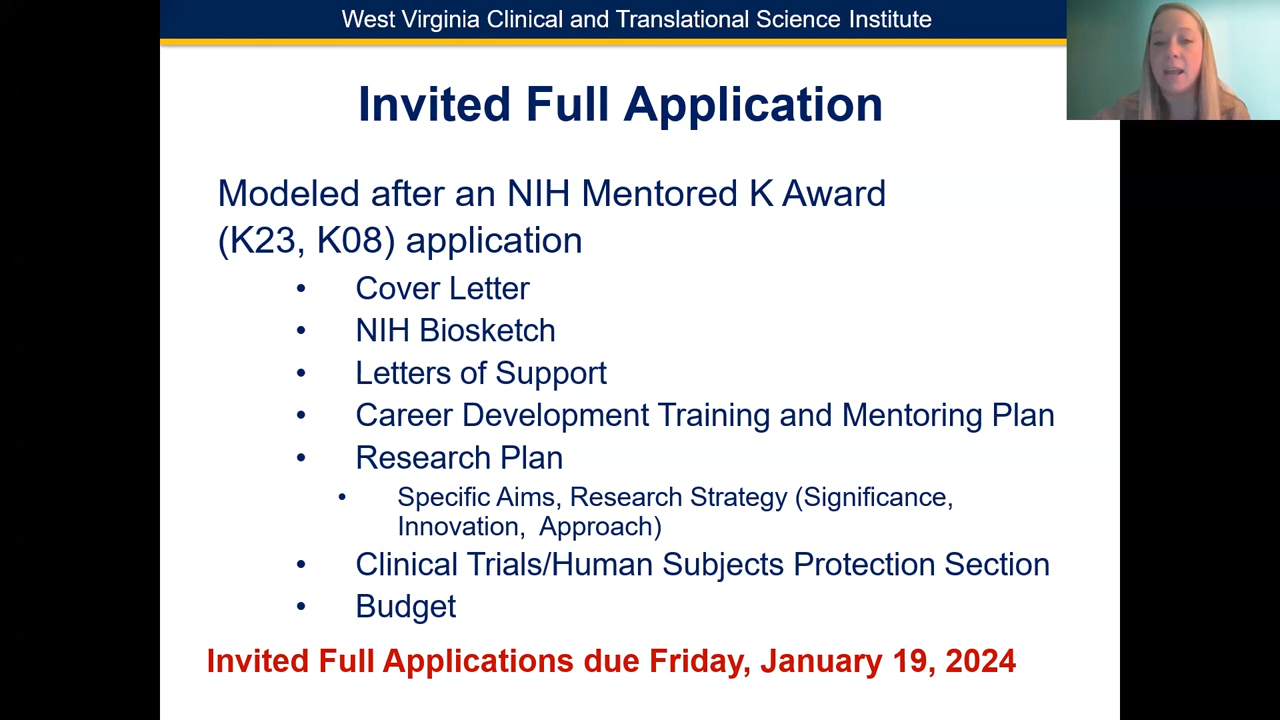 West Virginia Clinical and Translational Science Institute
Invited Full Application
Modeled after an NIH Mentored K Award
(K23, K08) application
• Cover Letter
• NIH Biosketch
• Letters of Support
• Career Development Training and Mentoring Plan
• Research Plan
• Specific Aims, Research Strategy (Significance,
Innovation,  Approach)
• Clinical Trials/Human Subjects Protection Section
• Budget
Invited Full Applications due Friday, January 19, 2024